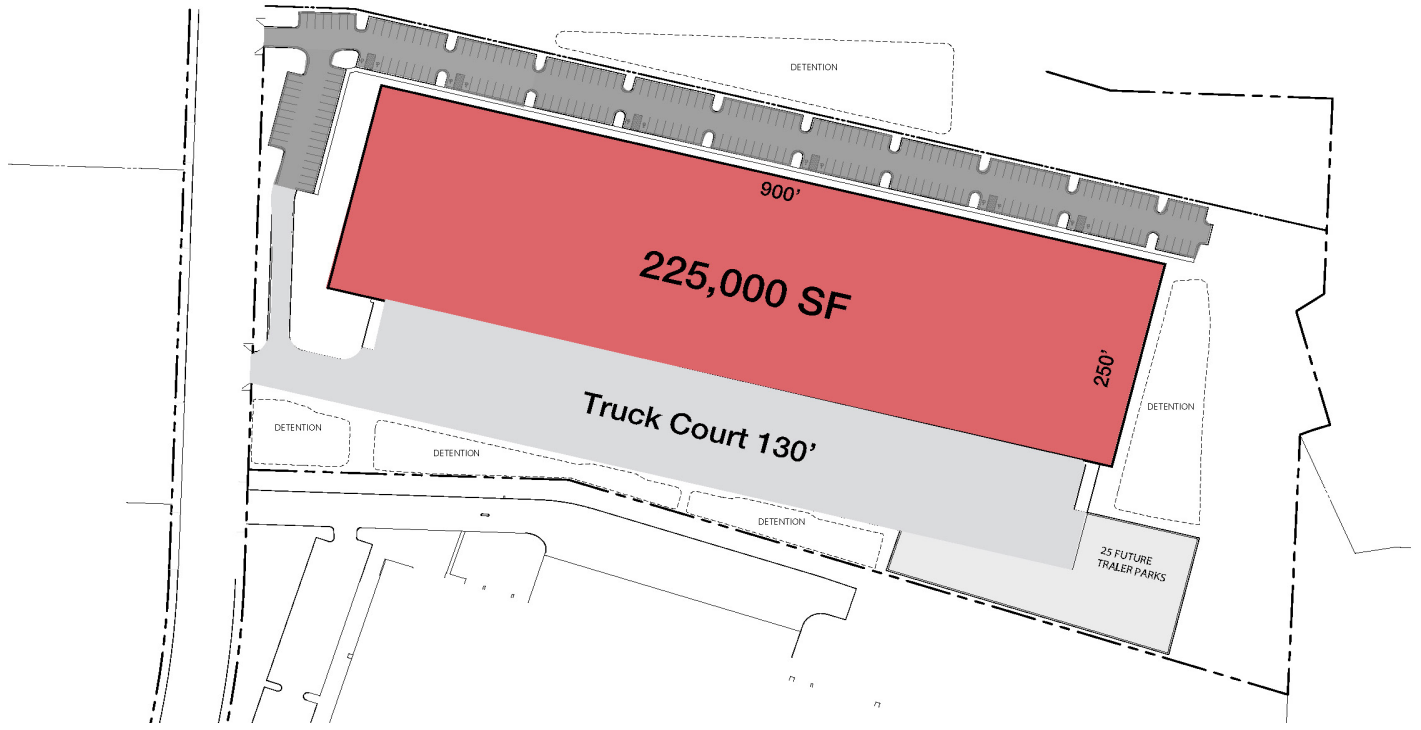 DETENTION
900’
225,000 SF
250’
DETENTION
Truck Court 130’
DETENTION
DETENTION
DETENTION
25 FUTURE
TRALER PARKS